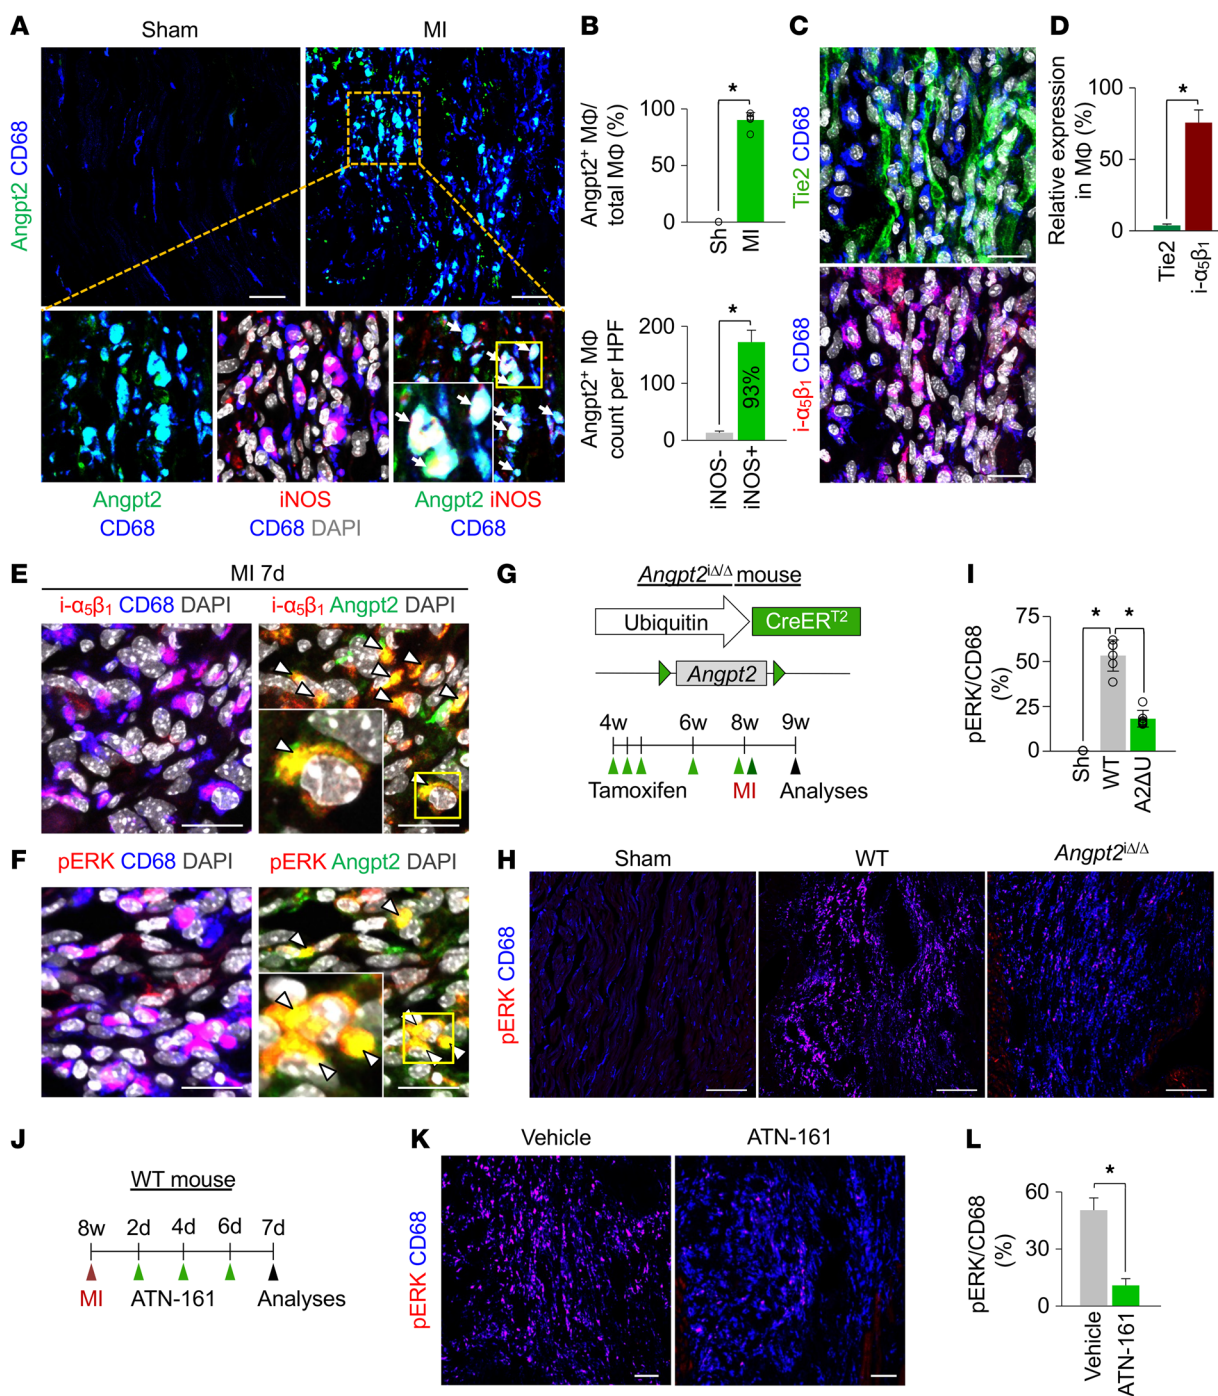 A
Sham
MI
Angpt2 CD68
Angpt2
CD68
iNOS
CD68 DAPI
Angpt2 iNOS
CD68
B
Angpt2⁺ MΦ/
total MΦ (%)
100
50
0
Sh
MI
*
Angpt2⁺ MΦ
count per HPF
200
100
0
93%
iNOS-
iNOS+
*
C
Tie2 CD68
i-α₅β₁ CD68
D
Relative expression
in MΦ (%)
100
50
0
Tie2
i-α₅β₁
*
E
MI 7d
i-α₅β₁ CD68 DAPI
i-α₅β₁ Angpt2 DAPI
F
pERK CD68 DAPI
pERK Angpt2 DAPI
G
Angpt2iΔ/Δ mouse
Ubiquitin
CreERT2
Angpt2
4w 6w 8w 9w
Tamoxifen MI Analyses
H
Sham
WT
Angpt2iΔ/Δ
pERK CD68
I
pERK/CD68
(%)
75
50
25
0
Sh
WT
A2ΔU
* *
J
WT mouse
8w 2d 4d 6d 7d
MI ATN-161 Analyses
K
Vehicle
ATN-161
pERK CD68
L
pERK/CD68
(%)
60
30
0
Vehicle
ATN-161
*